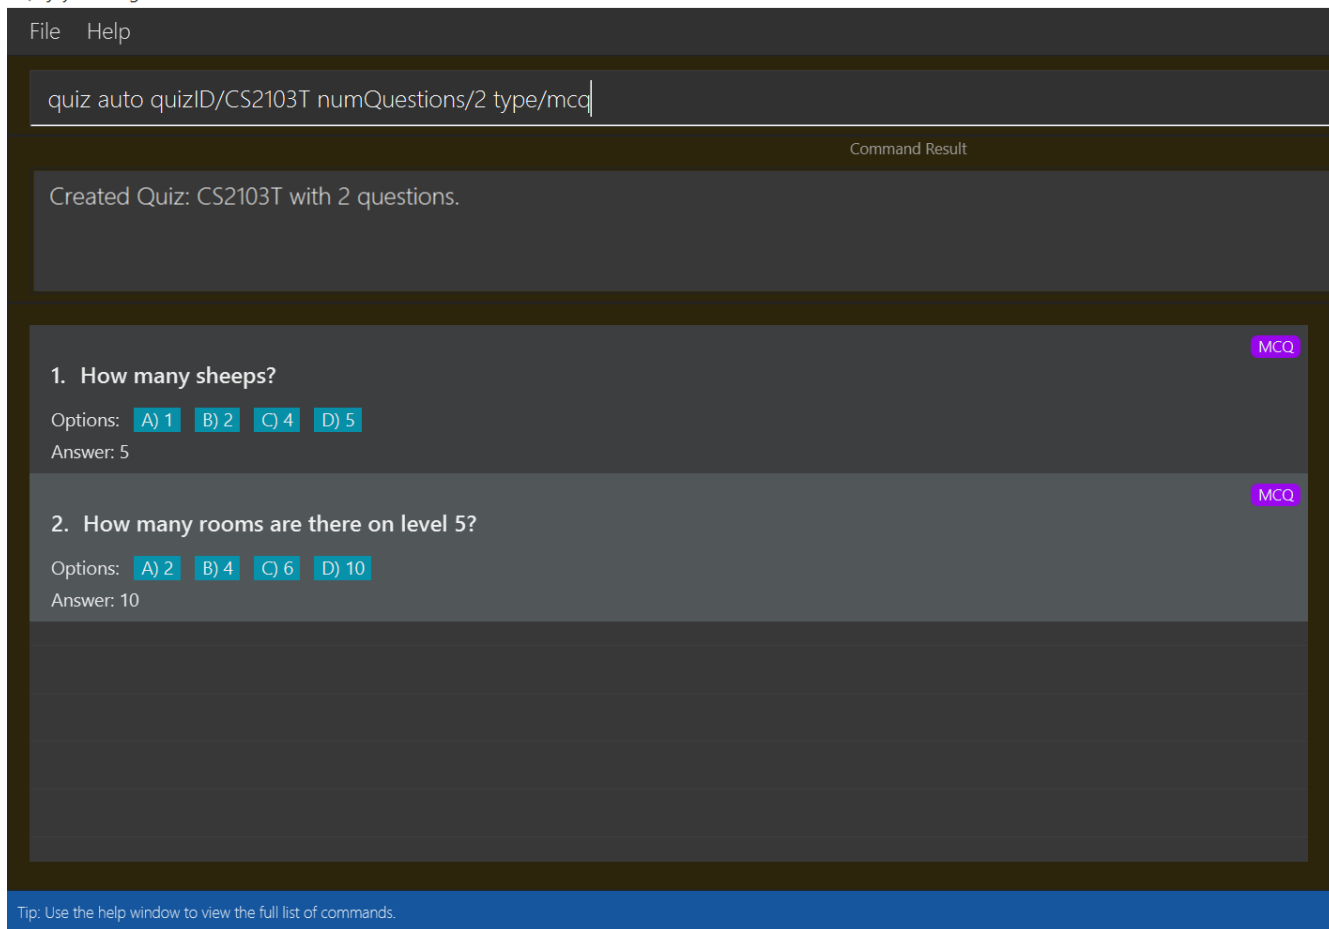 File Help
quiz auto quizID/CS2103T numQuestions/2 type/mcq
Command Result
Created Quiz: CS2103T with 2 questions.
MCQ
1. How many sheeps?
Options: A) 1 B) 2 C) 4 D) 5
Answer: 5
MCQ
2. How many rooms are there on level 5?
Options: A) 2 B) 4 C) 6 D) 10
Answer: 10
Tip: Use the help window to view the full list of commands.